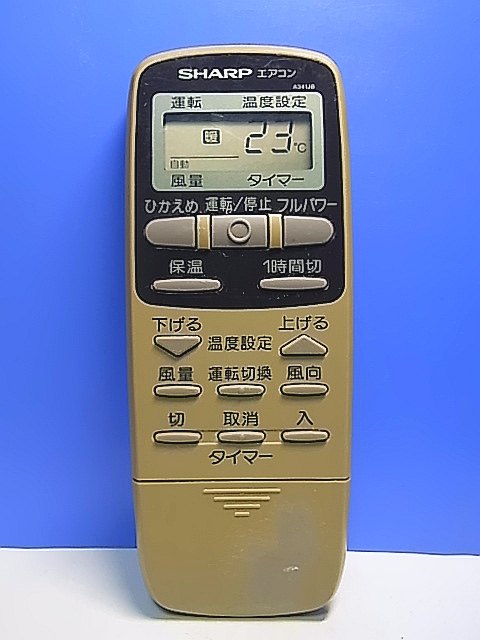 SHARP エアコン
A341JB
運転 温度設定
暖 23°C
自動
風量 タイマー
ひかえめ 運転/停止 フルパワー
保温 1時間切
下げる 上げる
温度設定
風量 運転切換 風向
切 取消 入
タイマー